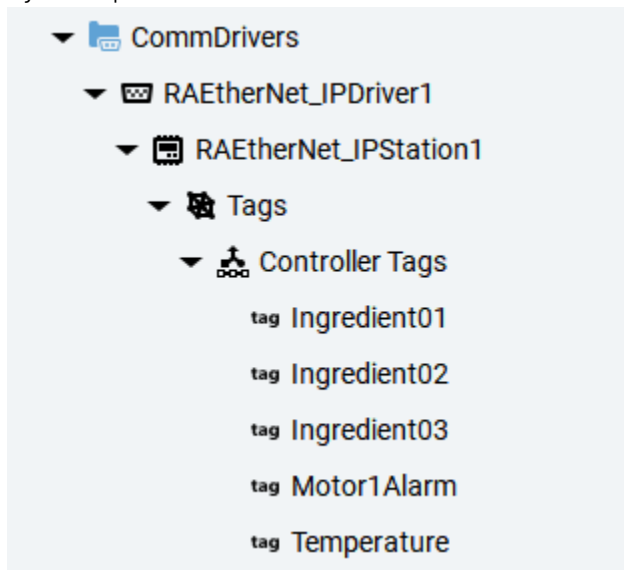 CommDrivers
RAEtherNet_IPDriver1
RAEtherNet_IPStation1
Tags
Controller Tags
tag Ingredient01
tag Ingredient02
tag Ingredient03
tag Motor1Alarm
tag Temperature